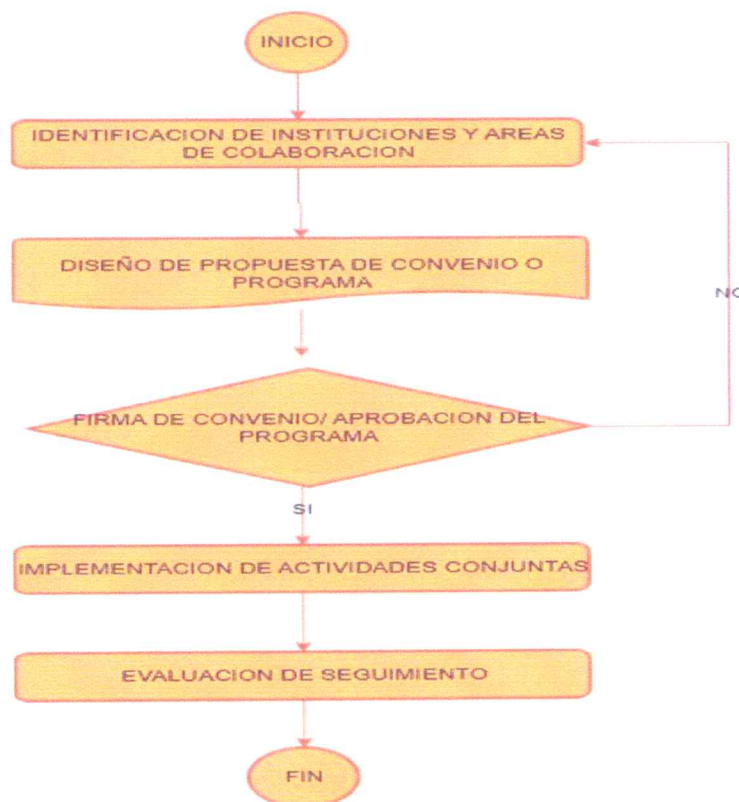 INICIO
IDENTIFICACION DE INSTITUCIONES Y AREAS
DE COLABORACION
DISEÑO DE PROPUESTA DE CONVENIO O
PROGRAMA
NO
FIRMA DE CONVENIO/ APROBACION DEL
PROGRAMA
SI
IMPLEMENTACION DE ACTIVIDADES CONJUNTAS
EVALUACION DE SEGUIMIENTO
FIN